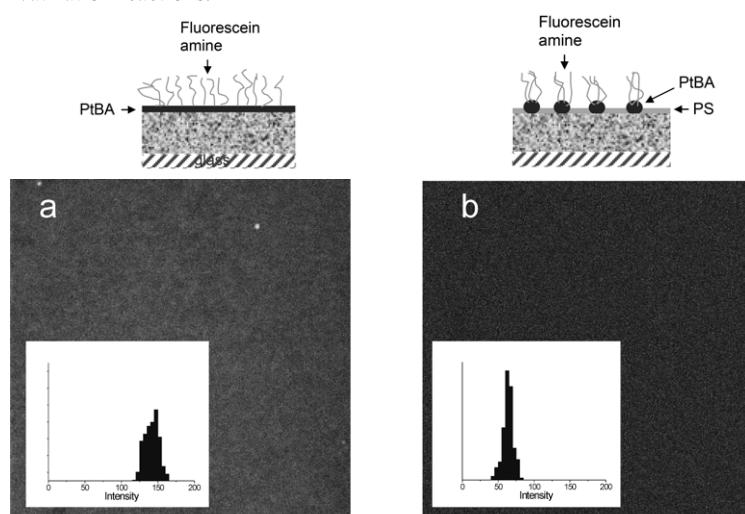 Fluorescein
amine
PtBA
glass
Fluorescein
amine
PtBA
PS
a
0 50 100 150 200
Intensity
b
0 50 100 150 200
Intensity